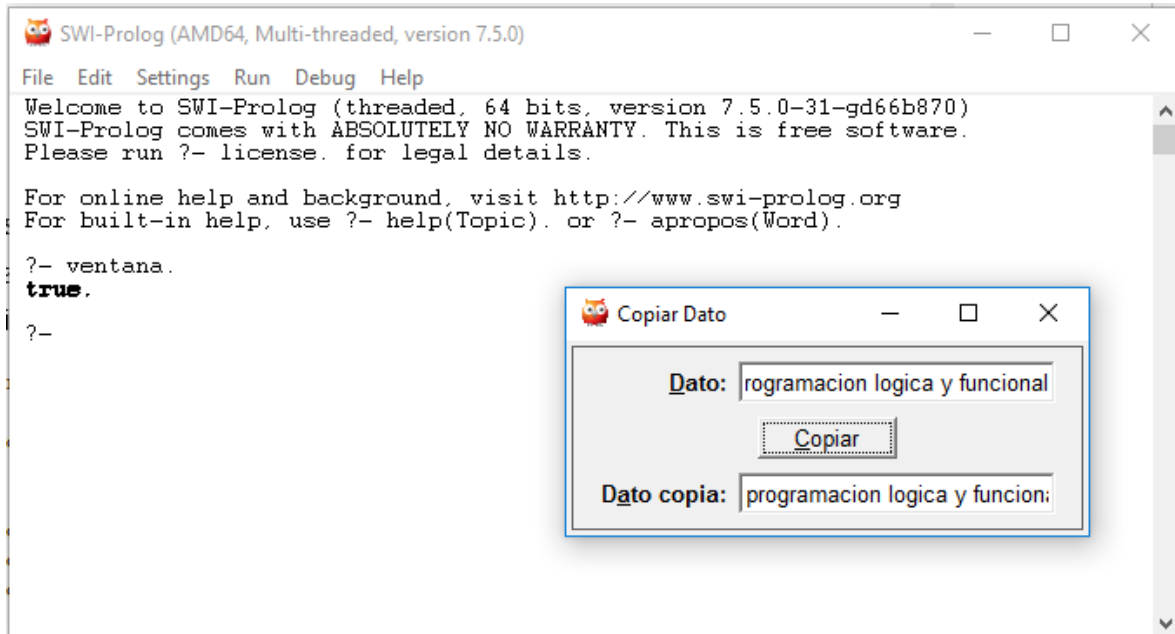 SWI-Prolog (AMD64, Multi-threaded, version 7.5.0)
File Edit Settings Run Debug Help
Welcome to SWI-Prolog (threaded, 64 bits, version 7.5.0-31-gd66b870)
SWI-Prolog comes with ABSOLUTELY NO WARRANTY. This is free software.
Please run ?- license. for legal details.
For online help and background, visit http://www.swi-prolog.org
For built-in help, use ?- help(Topic). or ?- apropos(Word).
?- ventana.
true.
?-
Copiar Dato
Dato: rogramacion logica y funcional
Copiar
Dato copia: programacion logica y funcion